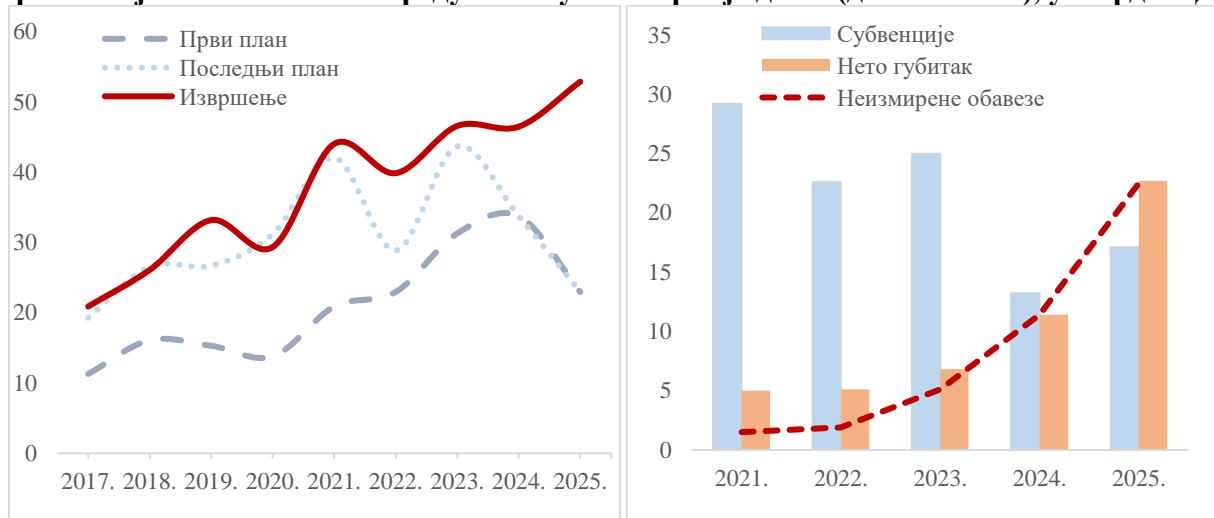 60
50
40
30
20
10
0
Први план
Последњи план
Извршење
2017. 2018. 2019. 2020. 2021. 2022. 2023. 2024. 2025.
35
30
25
20
15
10
5
0
Субвенције
Нето губитак
Неизмирене обавезе
2021. 2022. 2023. 2024. 2025.